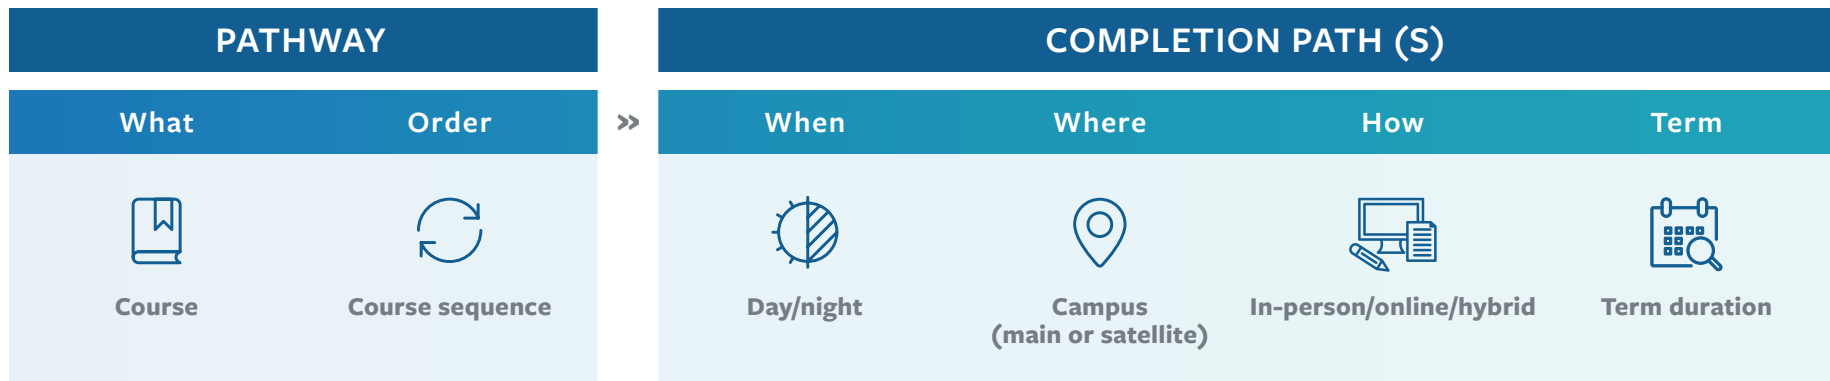 PATHWAY
COMPLETION PATH (S)
What
Order
»
When
Where
How
Term
Course
Course sequence
Day/night
Campus
(main or satellite)
In-person/online/hybrid
Term duration